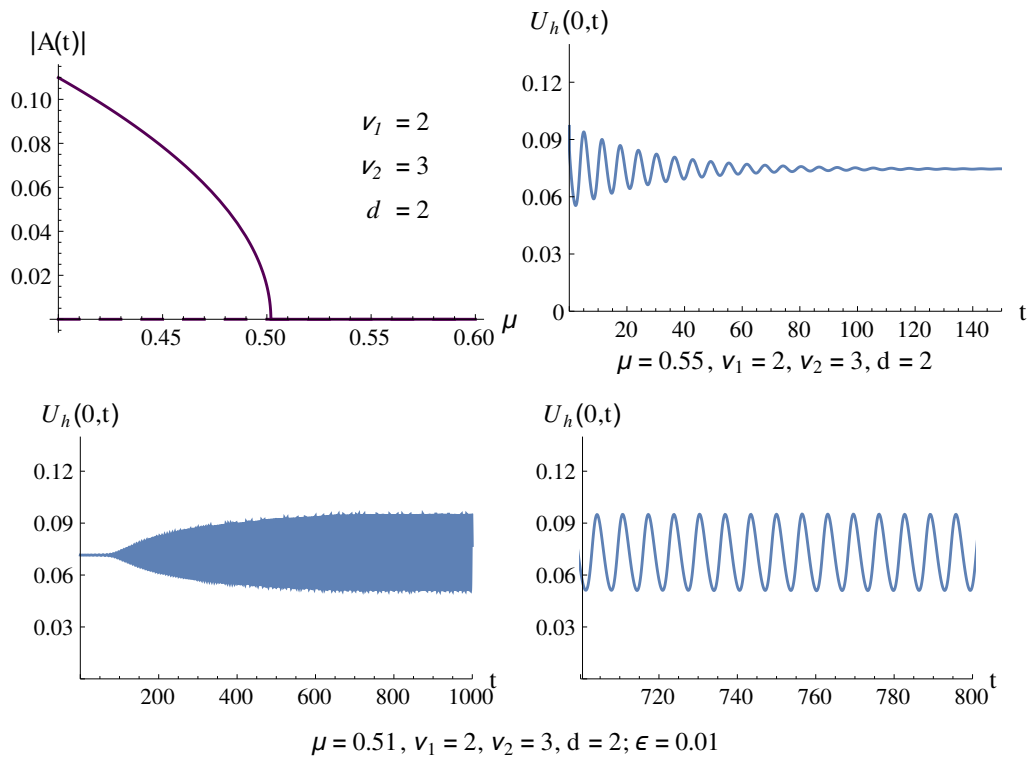 |A(t)|
0.10
0.08
0.06
0.04
0.02
0.45 0.50 0.55 0.60 μ
ν1 = 2
ν2 = 3
d = 2
Uh(0,t)
0.12
0.09
0.06
0.03
0
20 40 60 80 100 120 140 t
μ = 0.55, ν1 = 2, ν2 = 3, d = 2
Uh(0,t)
0.12
0.09
0.06
0.03
200 400 600 800 1000 t
Uh(0,t)
0.12
0.09
0.06
0.03
720 740 760 780 800 t
μ = 0.51, ν1 = 2, ν2 = 3, d = 2; ϵ = 0.01